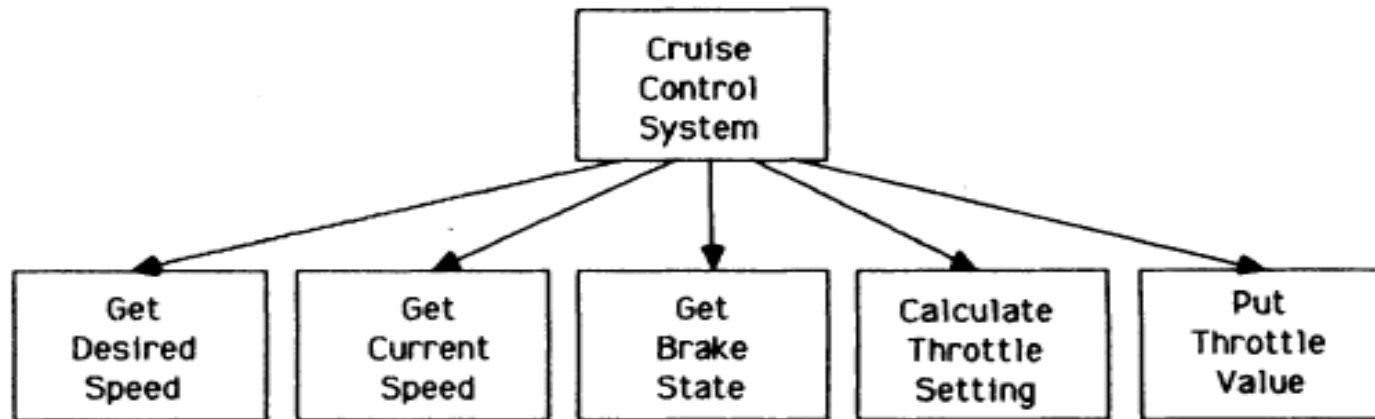 Cruise
Control
System
Get
Desired
Speed
Get
Current
Speed
Get
Brake
State
Calculate
Throttle
Setting
Put
Throttle
Value